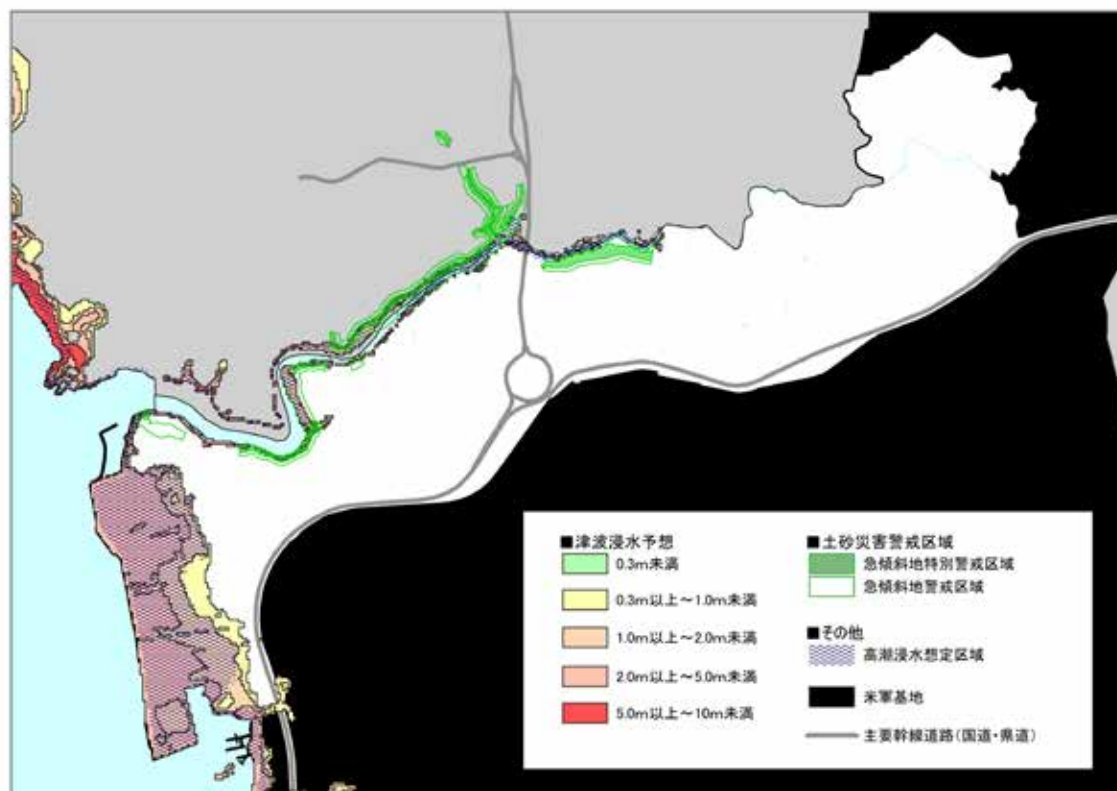 ■津波浸水予想
0.3m未満
0.3m以上～1.0m未満
1.0m以上～2.0m未満
2.0m以上～5.0m未満
5.0m以上～10m未満
■土砂災害警戒区域
急傾斜地特別警戒区域
急傾斜地警戒区域
■その他
高潮浸水想定区域
米軍基地
主要幹線道路（国道・県道）